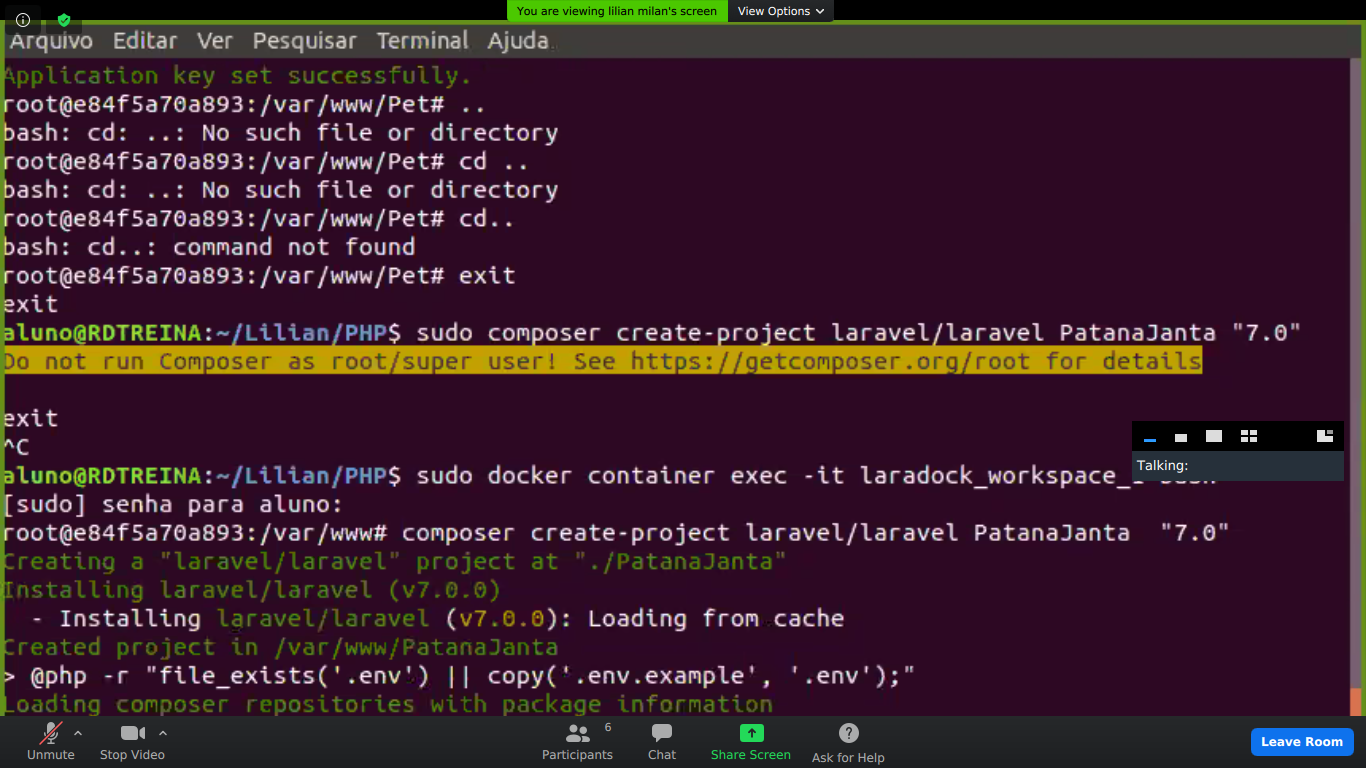 You are viewing lilian milan's screen
View Options
Arquivo Editar Ver Pesquisar Terminal Ajuda
Application key set successfully.
root@e84f5a70a893:/var/www/Pet# ..
bash: cd: ..: No such file or directory
root@e84f5a70a893:/var/www/Pet# cd ..
bash: cd: ..: No such file or directory
root@e84f5a70a893:/var/www/Pet# cd..
bash: cd..: command not found
root@e84f5a70a893:/var/www/Pet# exit
exit
aluno@RDTREINA:~/Lilian/PHP$ sudo composer create-project laravel/laravel PatanaJanta "7.0"
Do not run Composer as root/super user! See https://getcomposer.org/root for details
exit
^C
aluno@RDTREINA:~/Lilian/PHP$ sudo docker container exec -it laradock_workspace_
Talking:
[sudo] senha para aluno:
root@e84f5a70a893:/var/www# composer create-project laravel/laravel PatanaJanta  "7.0"
Creating a "laravel/laravel" project at "./PatanaJanta"
Installing laravel/laravel (v7.0.0)
  - Installing laravel/laravel (v7.0.0): Loading from cache
Created project in /var/www/PatanaJanta
> @php -r "file_exists('.env') || copy('.env.example', '.env');"
Loading composer repositories with package information
Unmute
Stop Video
Participants 6
Chat
Share Screen
Ask for Help
Leave Room